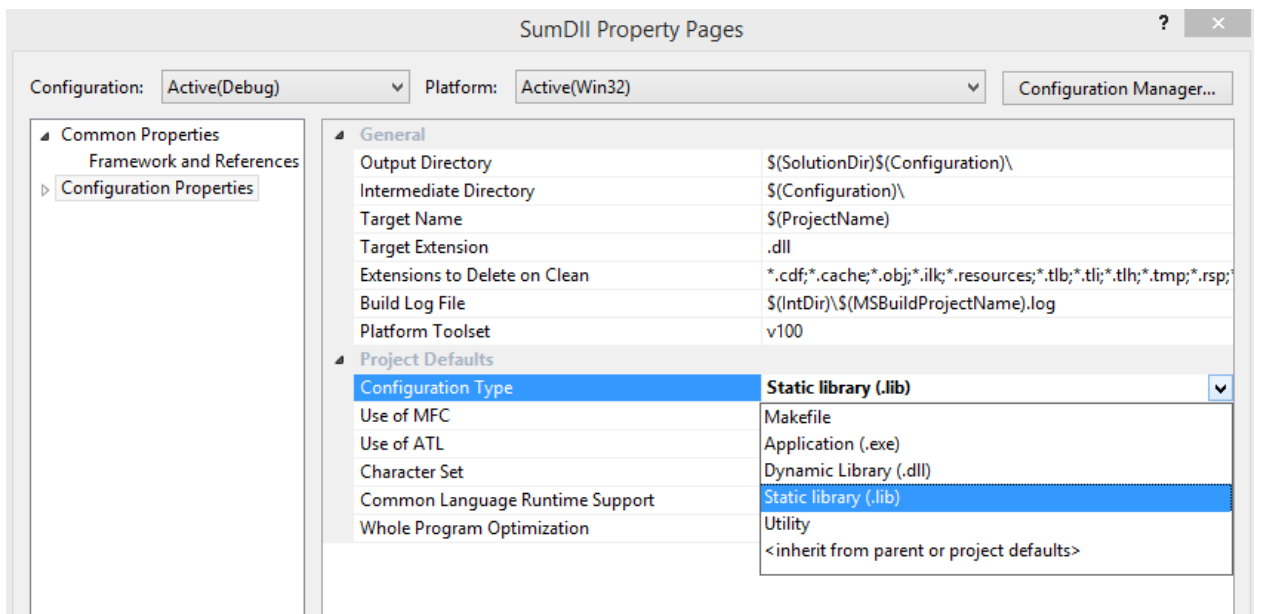 SumDll Property Pages ?
Configuration: Active(Debug) Platform: Active(Win32) Configuration Manager...
Common Properties
Framework and References
Configuration Properties
General
Output Directory $(SolutionDir)$(Configuration)\
Intermediate Directory $(Configuration)\
Target Name $(ProjectName)
Target Extension .dll
Extensions to Delete on Clean *.cdf;*.cache;*.obj;*.ilk;*.resources;*.tlb;*.tli;*.tlh;*.tmp;*.rsp;
Build Log File $(IntDir)\$(MSBuildProjectName).log
Platform Toolset v100
Project Defaults
Configuration Type Static library (.lib)
Use of MFC
Use of ATL
Character Set
Common Language Runtime Support
Whole Program Optimization
Makefile
Application (.exe)
Dynamic Library (.dll)
Static library (.lib)
Utility
<inherit from parent or project defaults>